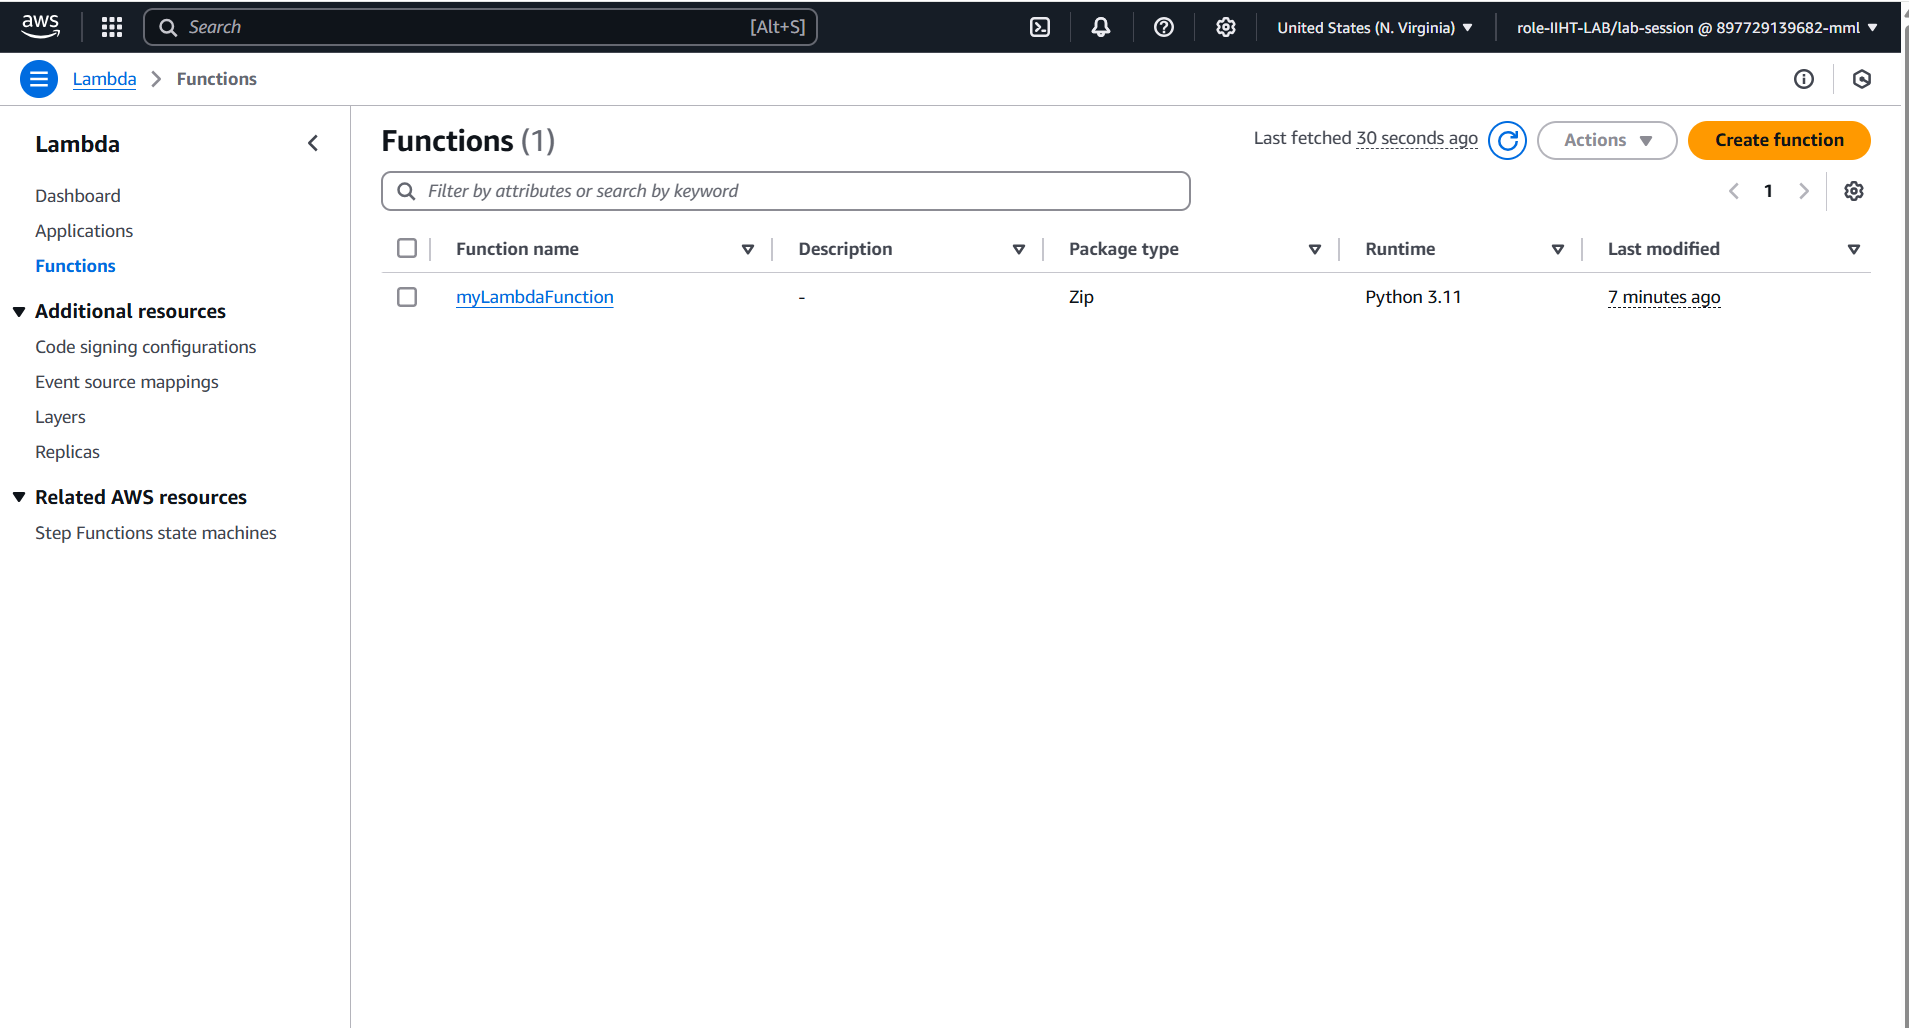 aws
Search [Alt+S]
United States (N. Virginia)
role-IIHT-LAB/lab-session @ 897729139682-mml
Lambda > Functions
Lambda
Dashboard
Applications
Functions
Additional resources
Code signing configurations
Event source mappings
Layers
Replicas
Related AWS resources
Step Functions state machines
Functions (1)
Last fetched 30 seconds ago
Actions
Create function
Filter by attributes or search by keyword
1
Function name Description Package type Runtime Last modified
myLambdaFunction - Zip Python 3.11 7 minutes ago